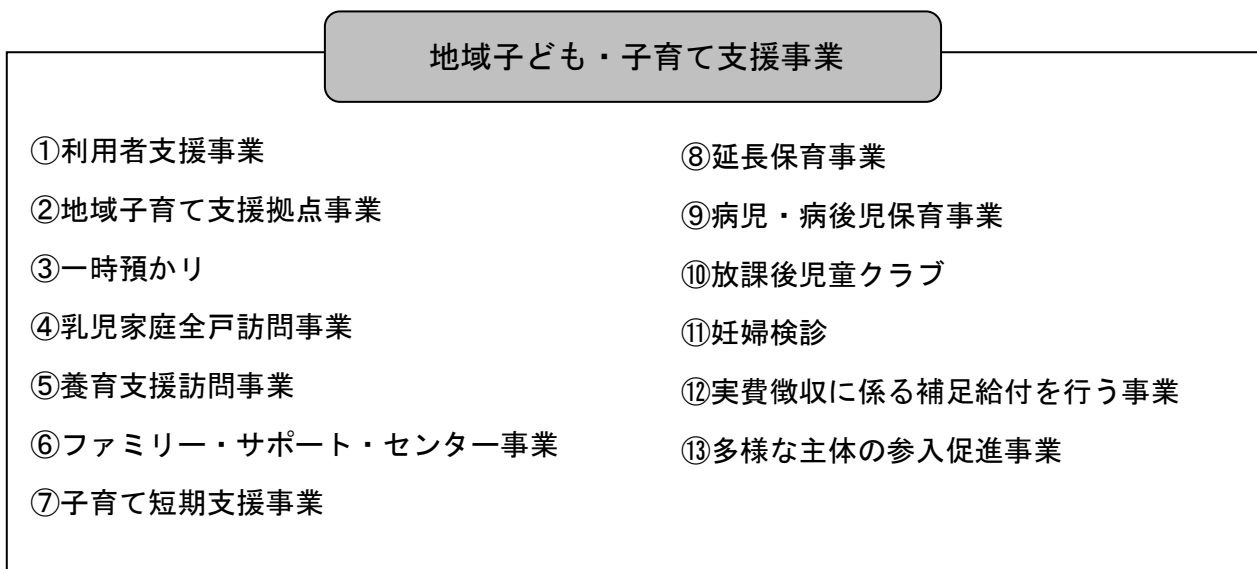 地域子ども・子育て支援事業
①利用者支援事業
②地域子育て支援拠点事業
③一時預かり
④乳児家庭全戸訪問事業
⑤養育支援訪問事業
⑥ファミリー・サポート・センター事業
⑦子育て短期支援事業
⑧延長保育事業
⑨病児・病後児保育事業
⑩放課後児童クラブ
⑪妊婦検診
⑫実費徴収に係る補足給付を行う事業
⑬多様な主体の参入促進事業